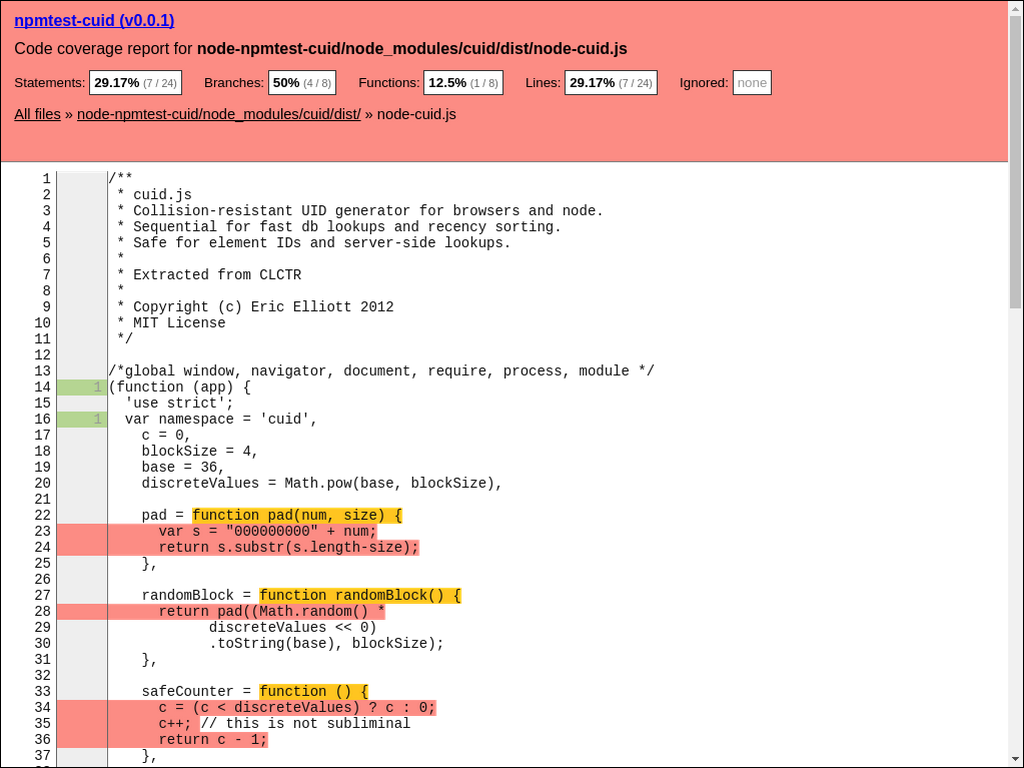 npmtest-cuid (v0.0.1)
Code coverage report for node-npmtest-cuid/node_modules/cuid/dist/node-cuid.js
Statements: 29.17% (7 / 24) Branches: 50% (4 / 8) Functions: 12.5% (1 / 8) Lines: 29.17% (7 / 24) Ignored: none
All files » node-npmtest-cuid/node_modules/cuid/dist/ » node-cuid.js
1 /**
2  * cuid.js
3  * Collision-resistant UID generator for browsers and node.
4  * Sequential for fast db lookups and recency sorting.
5  * Safe for element IDs and server-side lookups.
6  *
7  * Extracted from CLCTR
8  *
9  * Copyright (c) Eric Elliott 2012
10  * MIT License
11  */
12
13 /*global window, navigator, document, require, process, module */
14 1 (function (app) {
15   'use strict';
16 1   var namespace = 'cuid',
17     c = 0,
18     blockSize = 4,
19     base = 36,
20     discreteValues = Math.pow(base, blockSize),
21
22     pad = function pad(num, size) {
23       var s = "000000000" + num;
24       return s.substr(s.length-size);
25     },
26
27     randomBlock = function randomBlock() {
28       return pad((Math.random() *
29             discreteValues << 0)
30             .toString(base), blockSize);
31     },
32
33     safeCounter = function () {
34       c = (c < discreteValues) ? c : 0;
35       c++; // this is not subliminal
36       return c - 1;
37     },